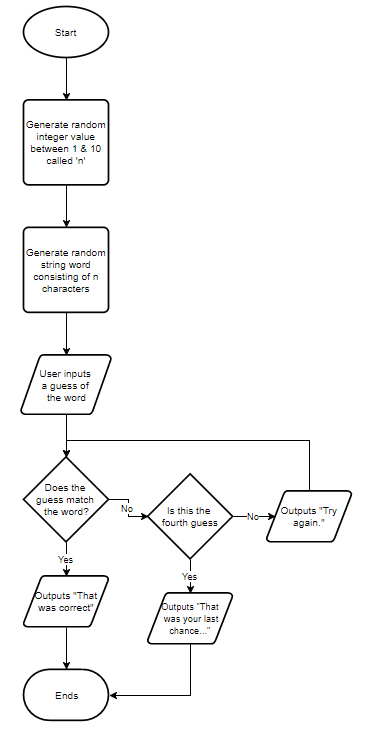 Start
Generate random
integer value
between 1 & 10
called 'n'
Generate random
string word
consisting of n
characters
User inputs
a guess of
the word
Does the
guess match
the word?
No
Is this the
fourth guess
No
Outputs "Try
again."
Yes
Yes
Outputs "That
was correct"
Outputs "That
was your last
chance..."
Ends